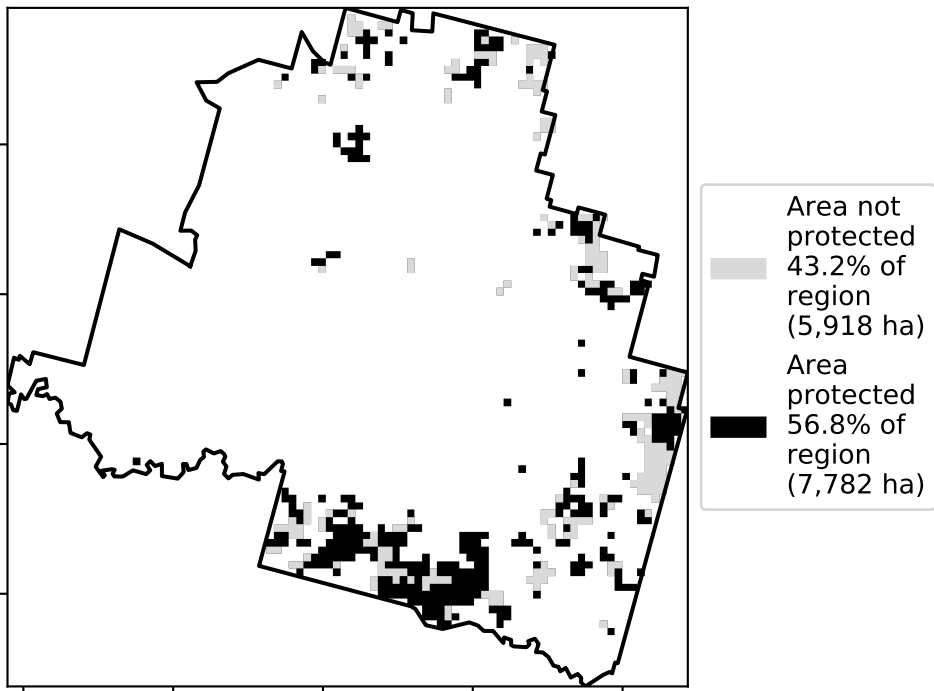 Area not
protected
43.2% of
region
(5,918 ha)
Area
protected
56.8% of
region
(7,782 ha)